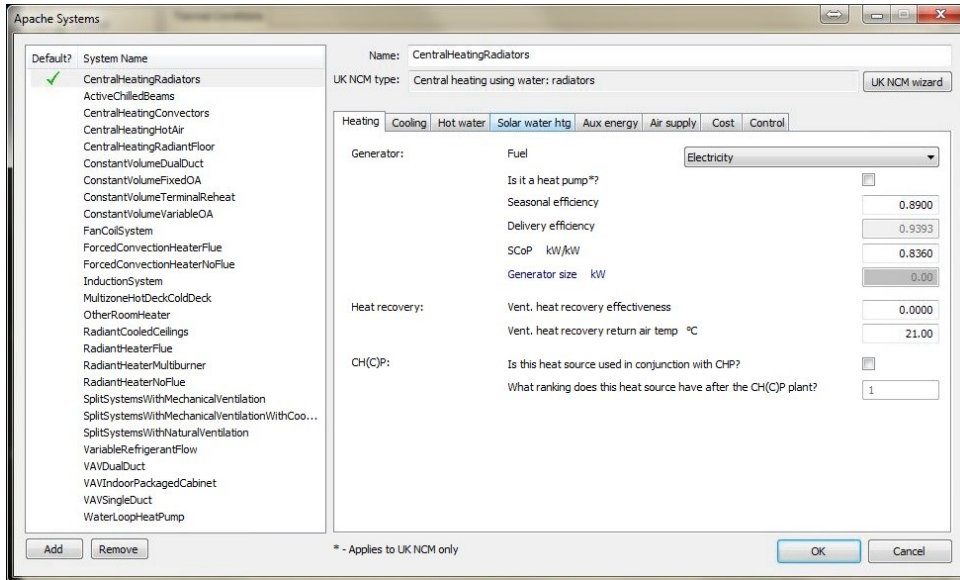 Apache Systems
Default? System Name
CentralHeatingRadiators
ActiveChilledBeams
CentralHeatingConvectors
CentralHeatingHotAir
CentralHeatingRadiantFloor
ConstantVolumeDualDuct
ConstantVolumeFixedOA
ConstantVolumeTerminalReheat
ConstantVolumeVariableOA
FanCoilSystem
ForcedConvectionHeaterFlue
ForcedConvectionHeaterNoFlue
InductionSystem
MultizoneHotDeckColdDeck
OtherRoomHeater
RadiantCooledCeilings
RadiantHeaterFlue
RadiantHeaterMultiburner
RadiantHeaterNoFlue
SplitSystemsWithMechanicalVentilation
SplitSystemsWithMechanicalVentilationWithCoo...
SplitSystemsWithNaturalVentilation
VariableRefrigerantFlow
VAVDualDuct
VAVIndoorPackagedCabinet
VAVSingleDuct
WaterLoopHeatPump
Add Remove
Name: CentralHeatingRadiators
UK NCM type: Central heating using water: radiators UK NCM wizard
Heating Cooling Hot water Solar water htg Aux energy Air supply Cost Control
Generator: Fuel Electricity
Is it a heat pump*?
Seasonal efficiency 0.8900
Delivery efficiency 0.9393
SCoP kW/kW 0.8360
Generator size kW 0.00
Heat recovery: Vent. heat recovery effectiveness 0.0000
Vent. heat recovery return air temp °C 21.00
CH(C)P: Is this heat source used in conjunction with CHP?
What ranking does this heat source have after the CH(C)P plant? 1
* - Applies to UK NCM only
OK Cancel